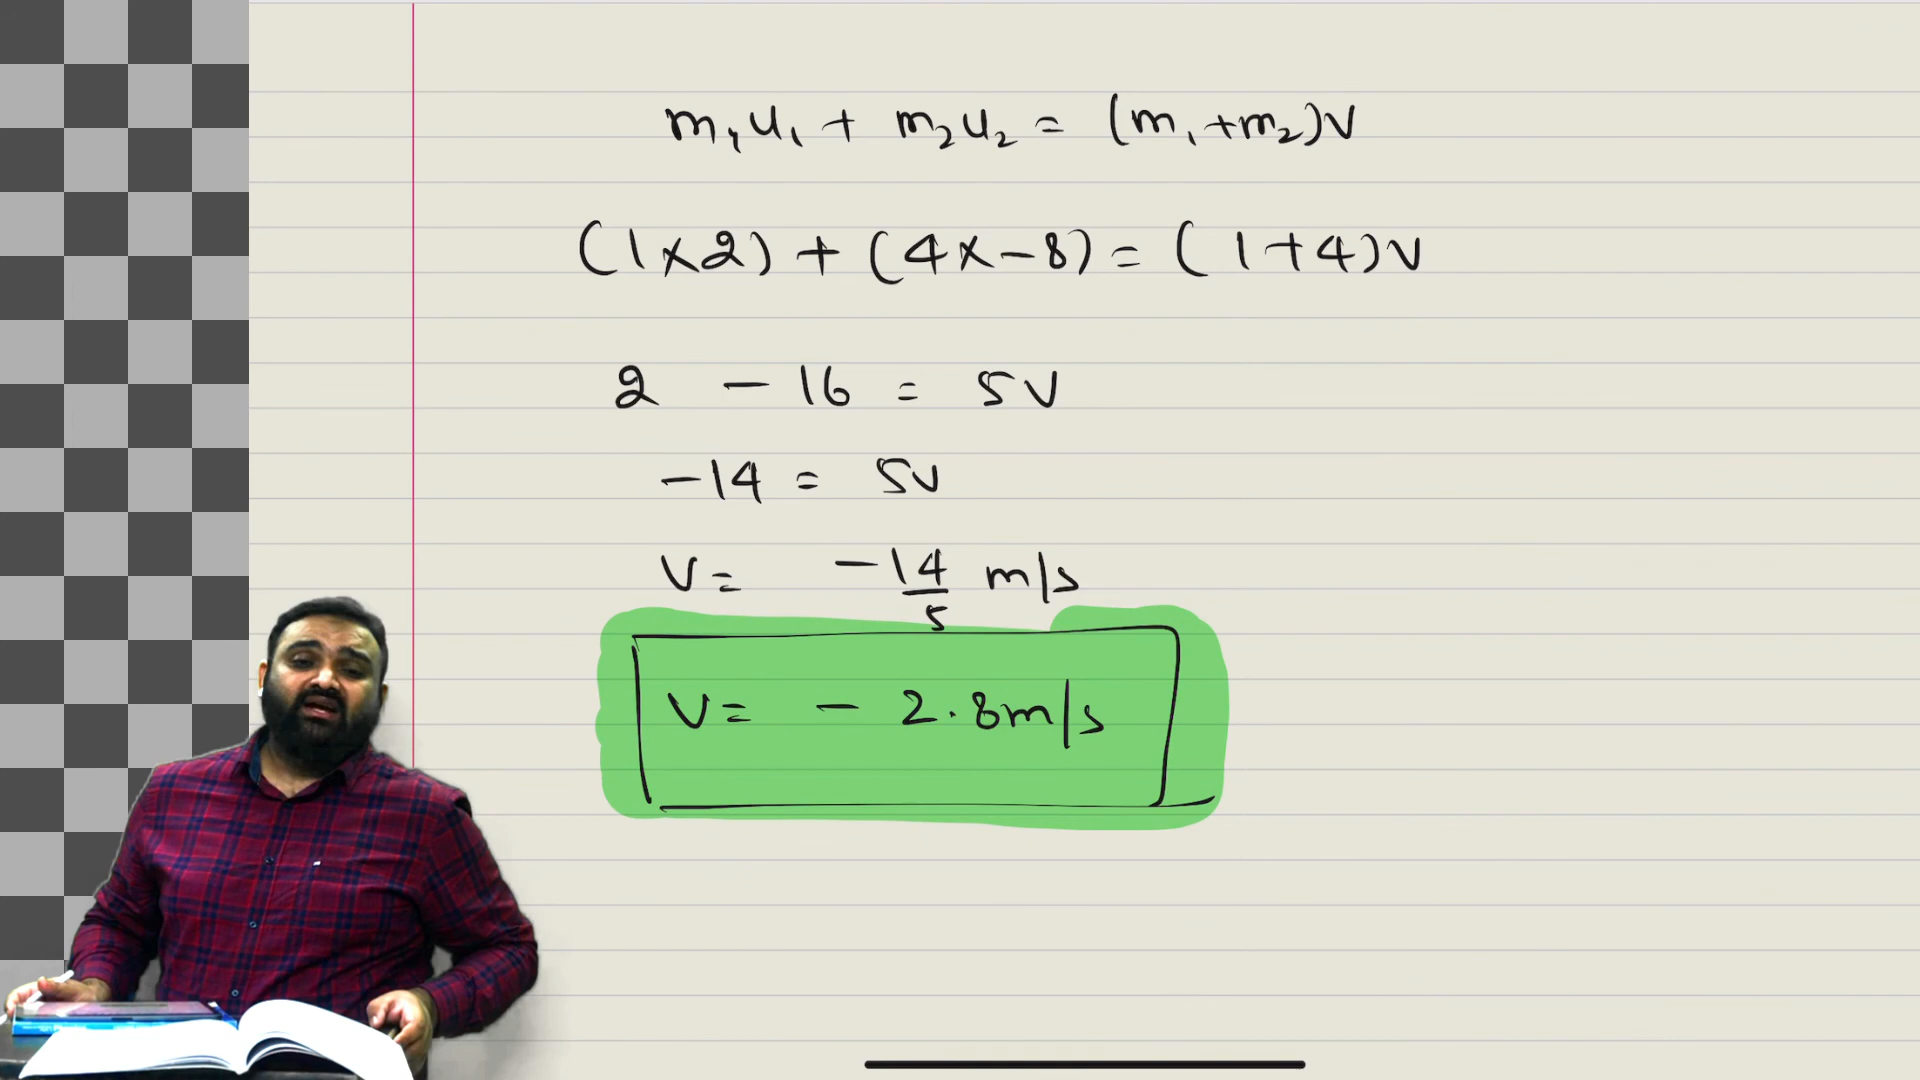 m₁u₁ + m₂u₂ = (m₁+m₂)v
(1×2) + (4×-8) = (1+4)v
2 - 16 = 5v
-14 = 5v
v = -14/5 m/s
v = - 2.8m/s